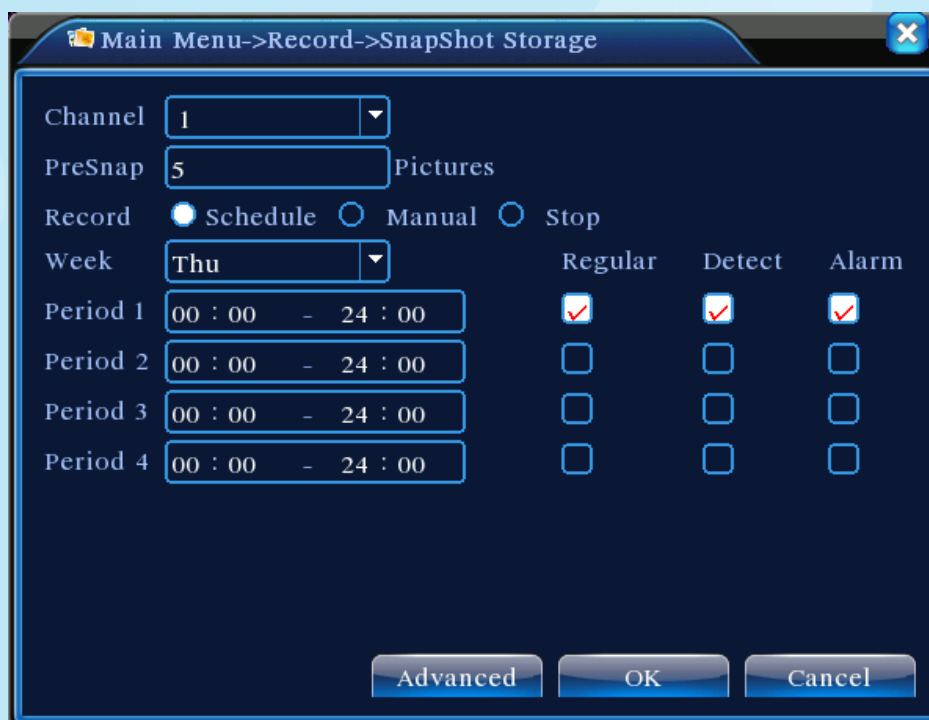 Main Menu->Record->SnapShot Storage
Channel 1
PreSnap 5 Pictures
Record Schedule Manual Stop
Week Thu Regular Detect Alarm
Period 1 00 : 00 - 24 : 00
Period 2 00 : 00 - 24 : 00
Period 3 00 : 00 - 24 : 00
Period 4 00 : 00 - 24 : 00
Advanced OK Cancel